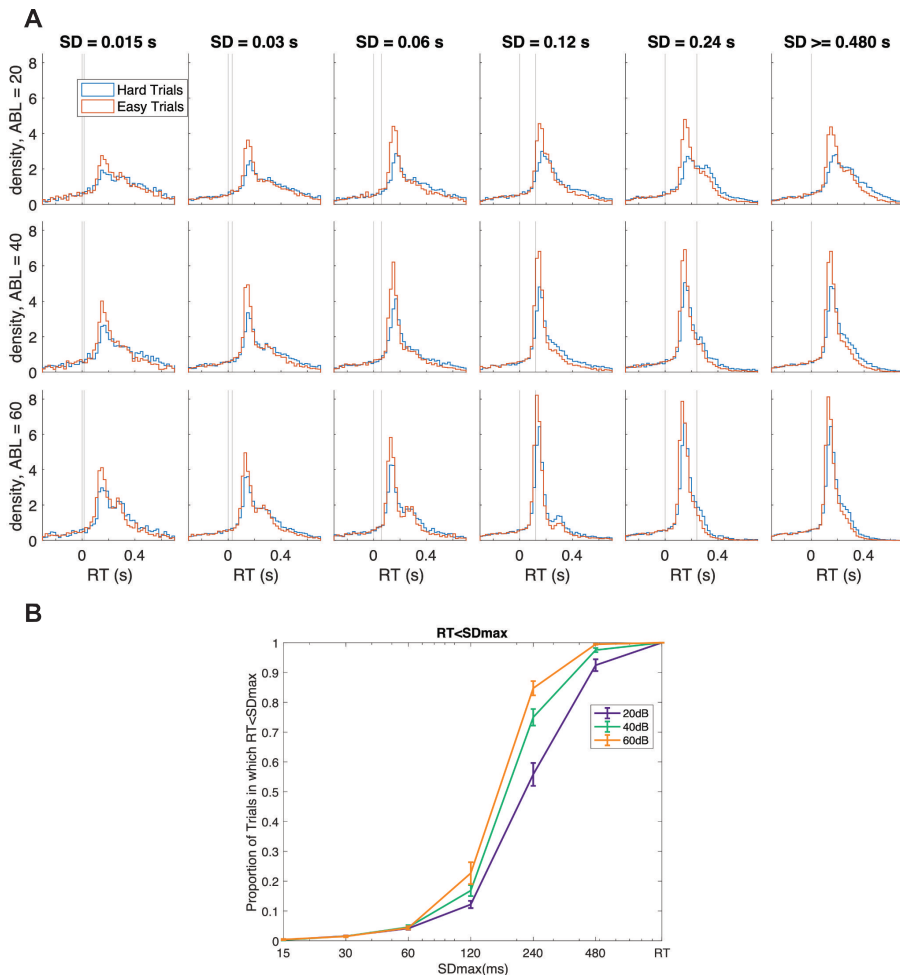 A
SD = 0.015 s SD = 0.03 s SD = 0.06 s SD = 0.12 s SD = 0.24 s SD >= 0.480 s
density, ABL = 20
8
6
4
2
0
Hard Trials
Easy Trials
density, ABL = 40
8
6
4
2
0
density, ABL = 60
8
6
4
2
0
0 0.4 0 0.4 0 0.4 0 0.4 0 0.4 0 0.4
RT (s) RT (s) RT (s) RT (s) RT (s) RT (s)
B
RT<SDmax
Proportion of Trials in which RT<SDmax
1
0.9
0.8
0.7
0.6
0.5
0.4
0.3
0.2
0.1
0
20dB
40dB
60dB
15 30 60 120 240 480 RT
SDmax(ms)